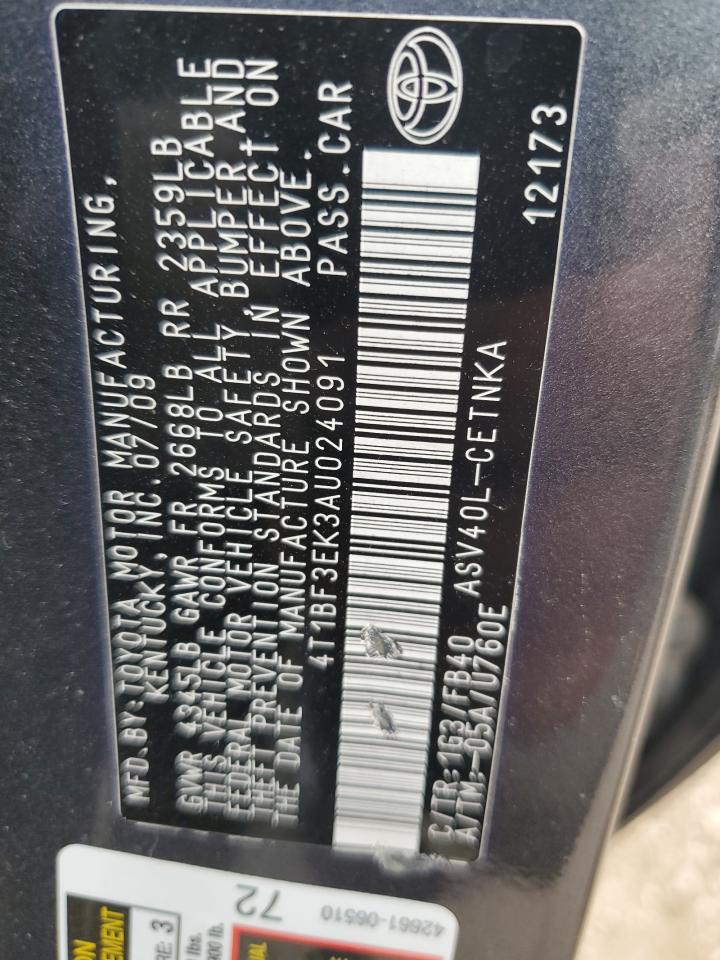 MFD.BY:TOYOTA MOTOR MANUFACTURING,
KENTUCKY, INC.07/09
GVWR 4345LB GAWR FR 2668LB RR 2359LB
THIS VEHICLE CONFORMS TO ALL APPLICABLE
FEDERAL MOTOR VEHICLE SAFETY, BUMPER AND
THEFT PREVENTION STANDARDS IN EFFECT ON
THE DATE OF MANUFACTURE SHOWN ABOVE.
4T1BF3EK3AU024091 PASS.CAR
C/TR:1G3/FB40 ASV40L-CETNKA
A/TM:-05A/U760E 12173
72
42661-06510
3
lbs.